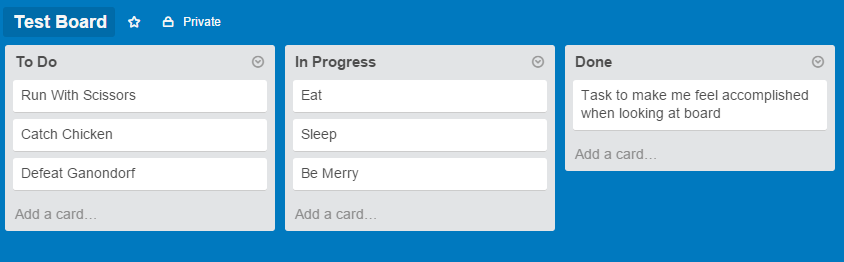 Test Board
Private
To Do
Run With Scissors
Catch Chicken
Defeat Ganondorf
Add a card…
In Progress
Eat
Sleep
Be Merry
Add a card…
Done
Task to make me feel accomplished
when looking at board
Add a card…